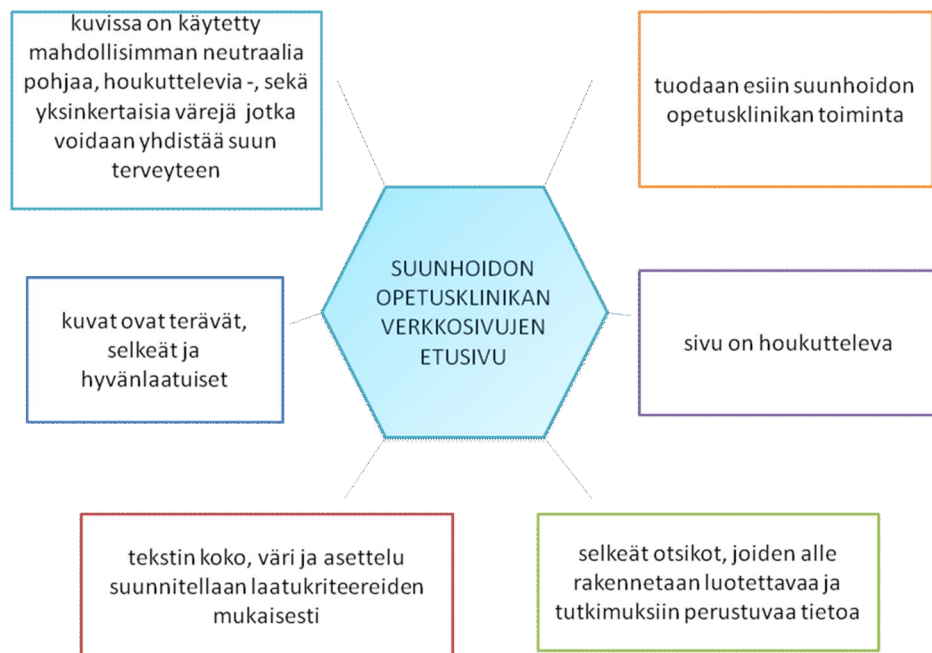 kuvissa on käytetty
mahdollisimman neutraalia
pohjaa, houkuttelevia -, sekä
yksinkertaisia värejä jotka
voidaan yhdistää suun
terveyteen
tuodaan esiin suunhoidon
opetusklinikan toiminta
SUUNHOIDON
OPETUSKLINIKAN
VERKKOSIVUJEN
ETUSIVU
kuvat ovat terävät,
selkeät ja
hyvänlaatuiset
sivu on houkutteleva
tekstin koko, väri ja asettelu
suunnitellaan laatukriteereiden
mukaisesti
selkeät otsikot, joiden alle
rakennetaan luotettavaa ja
tutkimuksiin perustuvaa tietoa